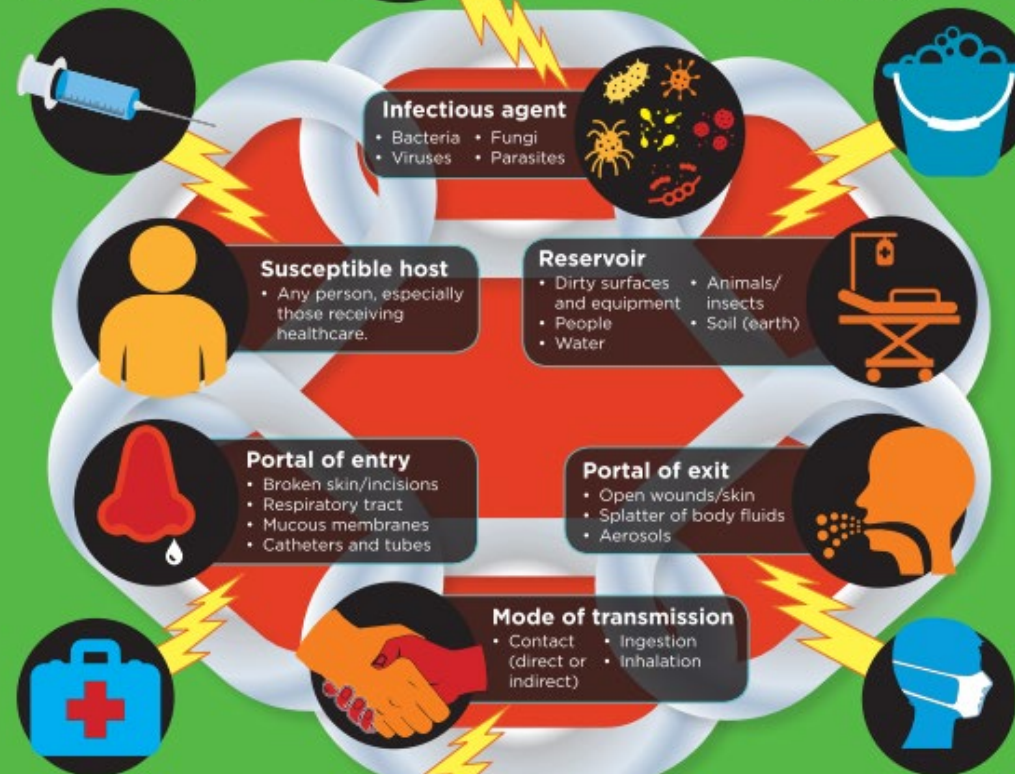 Infectious agent
• Bacteria • Fungi
• Viruses • Parasites
Susceptible host
• Any person, especially
those receiving
healthcare.
Reservoir
• Dirty surfaces • Animals/
and equipment insects
• People • Soil (earth)
• Water
Portal of entry
• Broken skin/incisions
• Respiratory tract
• Mucous membranes
• Catheters and tubes
Portal of exit
• Open wounds/skin
• Splatter of body fluids
• Aerosols
Mode of transmission
• Contact • Ingestion
(direct or • Inhalation
indirect)